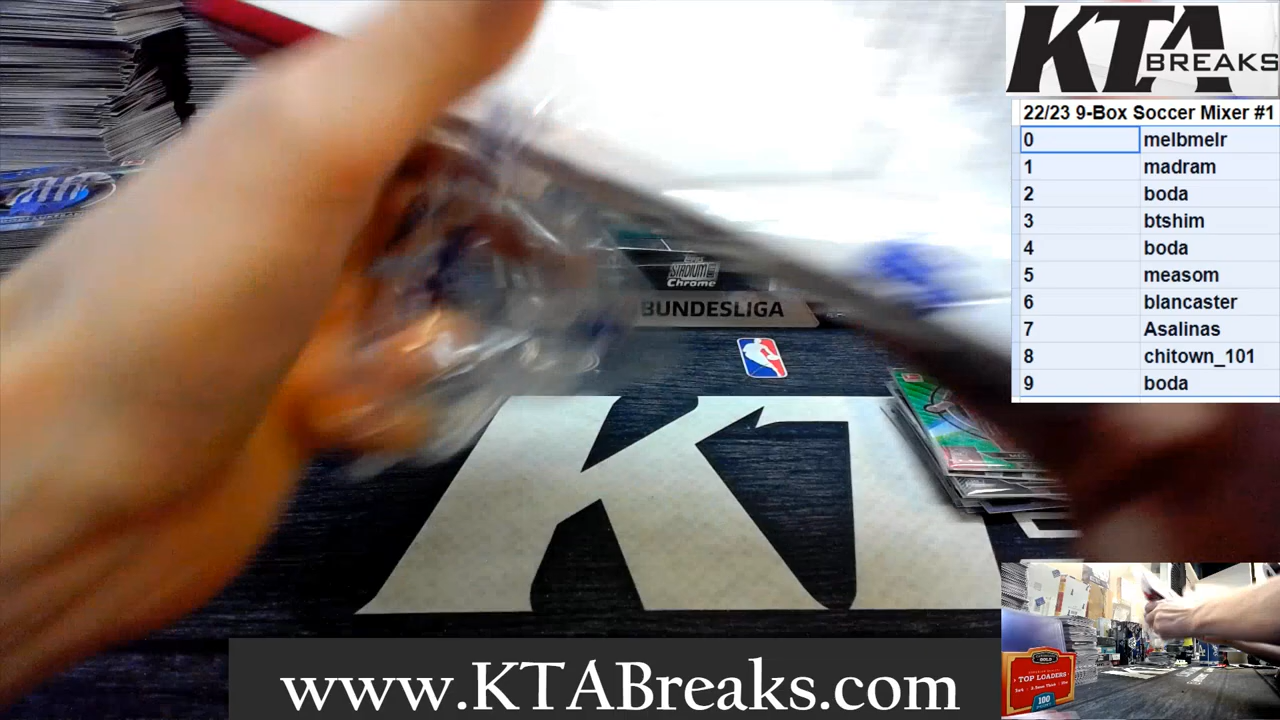 KTA
BREAKS
22/23 9-Box Soccer Mixer #1
0 melbmelr
1 madram
2 boda
3 btshim
4 boda
5 measom
6 blancaster
7 Asalinas
8 chitown_101
9 boda
STADIUM
Chrome
BUNDESLIGA
KT
TOP LOADERS
100
www.KTABreaks.com